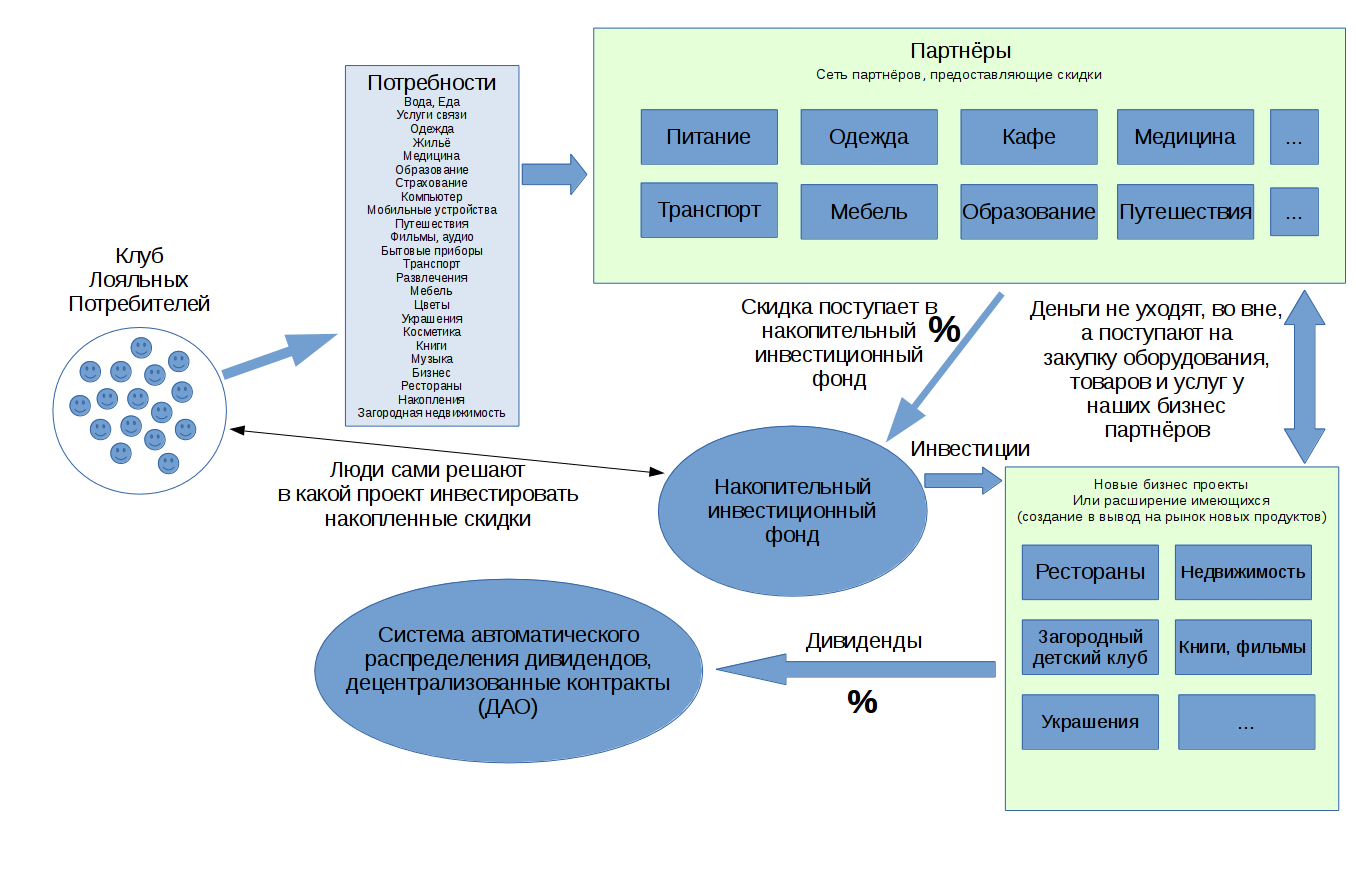 Клуб
Лояльных
Потребителей
Потребности
Вода, Еда
Услуги связи
Одежда
Жильё
Медицина
Образование
Страхование
Компьютер
Мобильные устройства
Путешествия
Фильмы, аудио
Бытовые приборы
Транспорт
Развлечения
Мебель
Цветы
Украшения
Косметика
Книги
Музыка
Бизнес
Рестораны
Накопления
Загородная недвижимость
Партнёры
Сеть партнёров, предоставляющие скидки
Питание
Одежда
Кафе
Медицина
...
Транспорт
Мебель
Образование
Путешествия
...
Скидка поступает в
накопительный
инвестиционный
фонд
%
Деньги не уходят, во вне,
а поступают на
закупку оборудования,
товаров и услуг у
наших бизнес
партнёров
Люди сами решают
в какой проект инвестировать
накопленные скидки
Накопительный
инвестиционный
фонд
Инвестиции
Новые бизнес проекты
Или расширение имеющихся
(создание в вывод на рынок новых продуктов)
Рестораны
Недвижимость
Загородный
детский клуб
Книги, фильмы
Украшения
...
Дивиденды
%
Система автоматического
распределения дивидендов,
децентрализованные контракты
(ДАО)